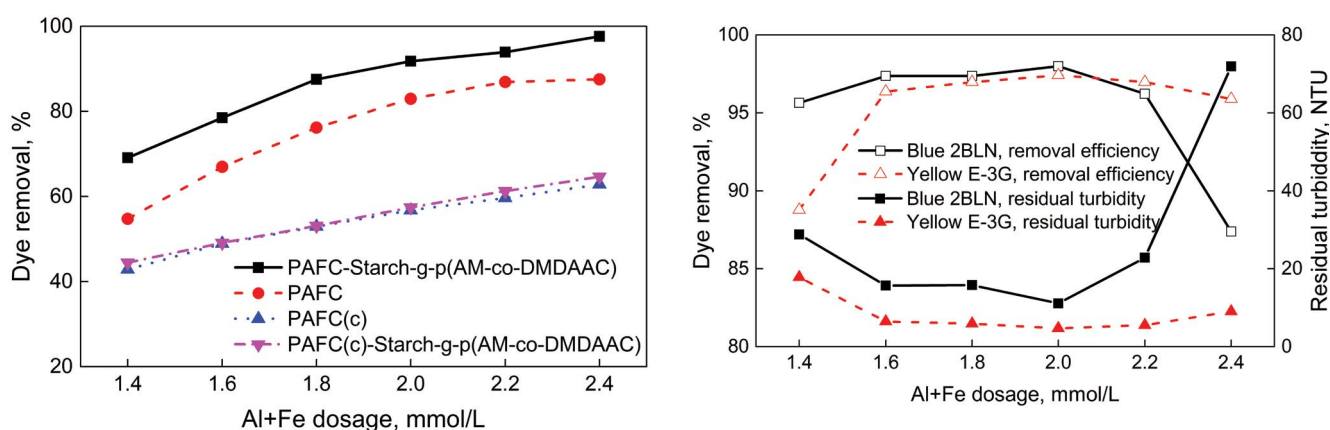 100
80
60
40
20
Dye removal, %
PAFC-Starch-g-p(AM-co-DMDAAC)
PAFC
PAFC(c)
PAFC(c)-Starch-g-p(AM-co-DMDAAC)
1.4 1.6 1.8 2.0 2.2 2.4
Al+Fe dosage, mmol/L
100
95
90
85
80
Dye removal, %
Blue 2BLN, removal efficiency
Yellow E-3G, removal efficiency
Blue 2BLN, residual turbidity
Yellow E-3G, residual turbidity
80
60
40
20
0
Residual turbiddity, NTU
1.4 1.6 1.8 2.0 2.2 2.4
Al+Fe dosage, mmol/L